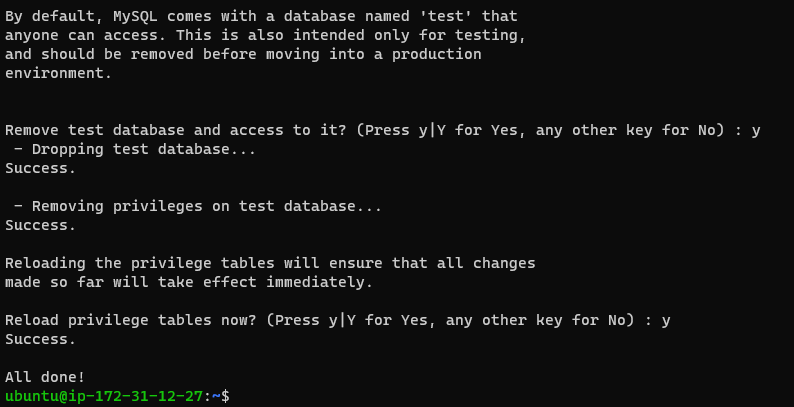 By default, MySQL comes with a database named 'test' that
anyone can access. This is also intended only for testing,
and should be removed before moving into a production
environment.
Remove test database and access to it? (Press y|Y for Yes, any other key for No) : y
 - Dropping test database...
Success.
 - Removing privileges on test database...
Success.
Reloading the privilege tables will ensure that all changes
made so far will take effect immediately.
Reload privilege tables now? (Press y|Y for Yes, any other key for No) : y
Success.
All done!
ubuntu@ip-172-31-12-27:~$